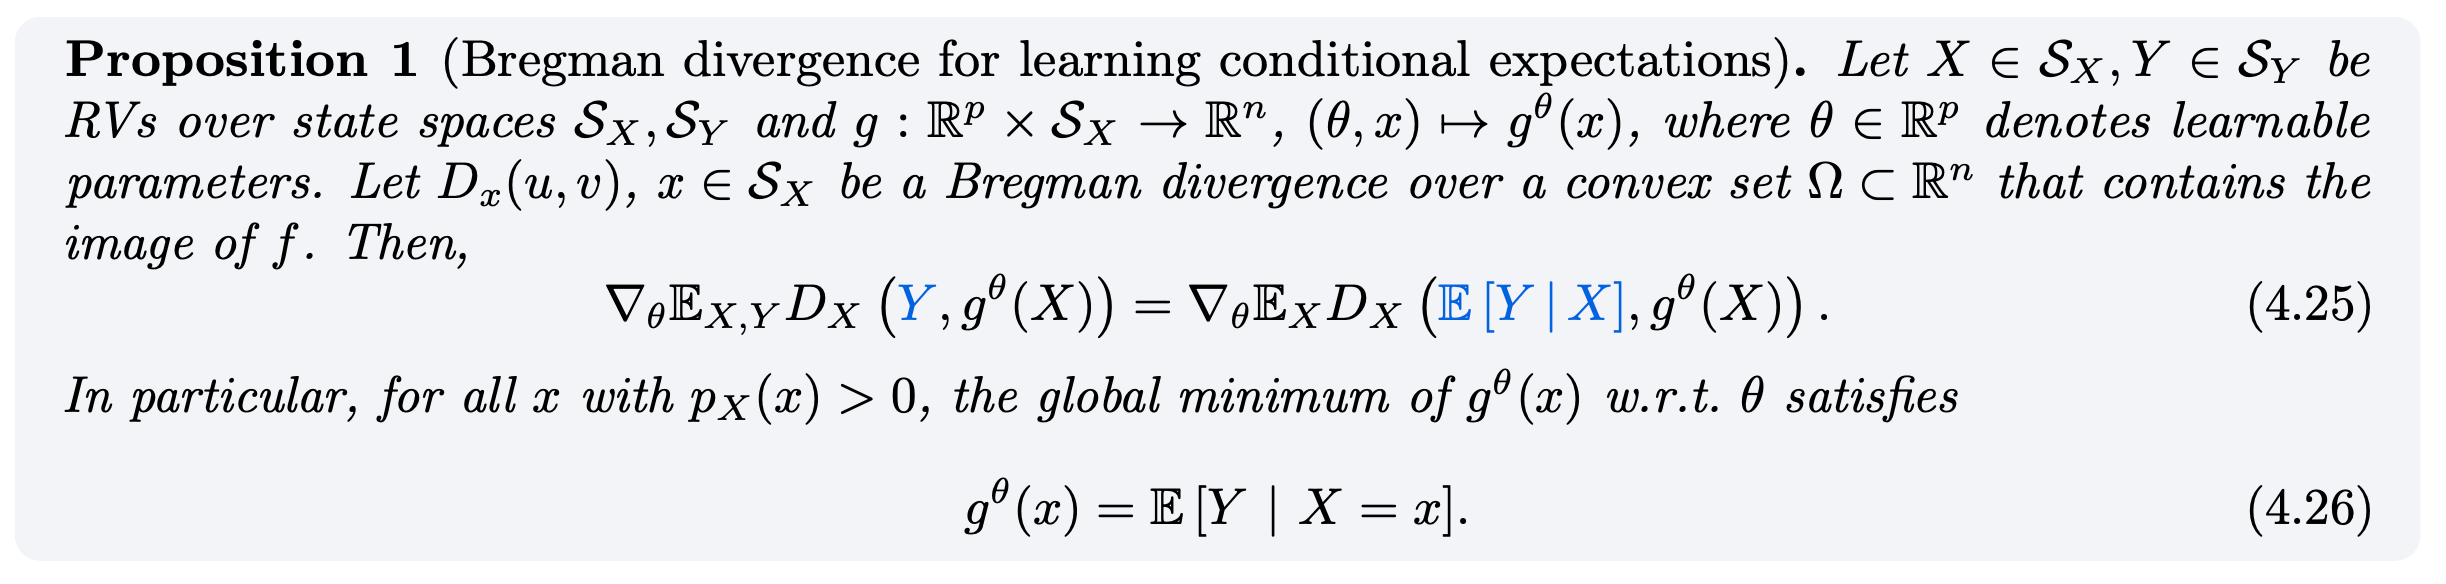 Proposition 1 (Bregman divergence for learning conditional expectations). Let X ∈ 𝒮_X, Y ∈ 𝒮_Y be
RVs over state spaces 𝒮_X, 𝒮_Y and g : ℝ^p × 𝒮_X → ℝ^n, (θ, x) ↦ g^θ(x), where θ ∈ ℝ^p denotes learnable
parameters. Let D_x(u, v), x ∈ 𝒮_X be a Bregman divergence over a convex set Ω ⊂ ℝ^n that contains the
image of f. Then,
∇_θ 𝔼_{X,Y} D_X (Y, g^θ(X)) = ∇_θ 𝔼_X D_X (𝔼 [Y | X], g^θ(X)) . (4.25)
In particular, for all x with p_X(x) > 0, the global minimum of g^θ(x) w.r.t. θ satisfies
g^θ(x) = 𝔼 [Y | X = x]. (4.26)